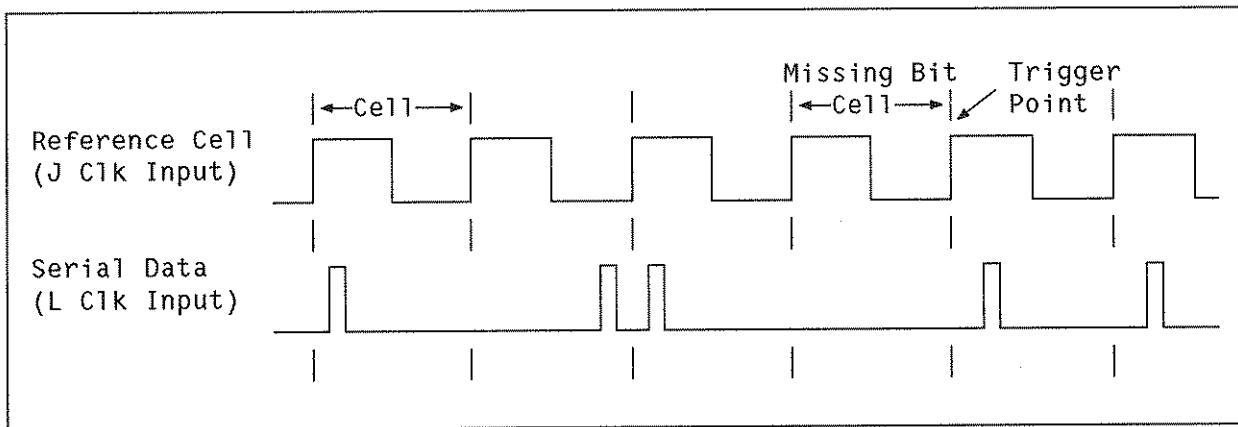 Missing Bit
Trigger
Cell
Cell
Point
Reference Cell
(J Clk Input)
Serial Data
(L Clk Input)